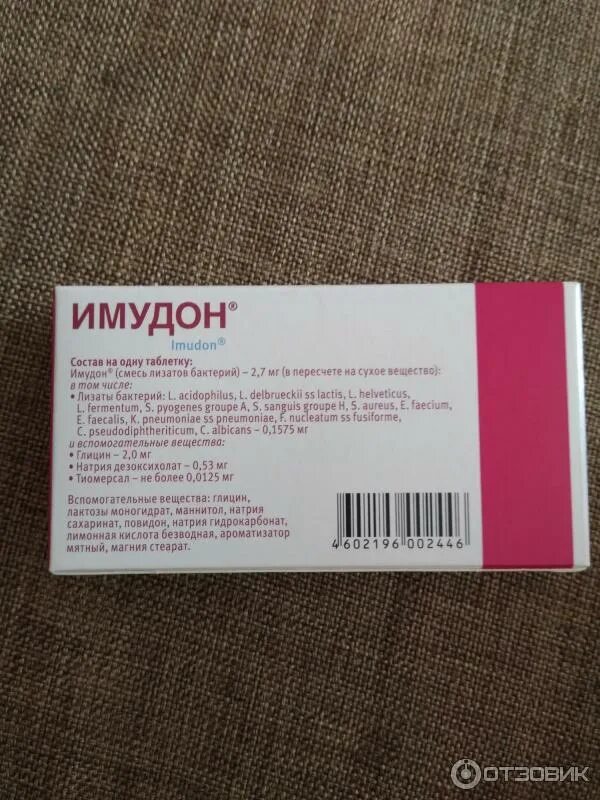 ИМУДОН®
Imudon®
Состав на одну таблетку:
Имудон® (смесь лизатов бактерий) – 2,7 мг (в пересчете на сухое вещество):
в том числе:
• Лизаты бактерий: L. acidophilus, L. delbrueckii ss lactis, L. helveticus,
L. fermentum, S. pyogenes groupe A, S. sanguis groupe H, S. aureus, E. faecium,
E. faecalis, K. pneumoniae ss pneumoniae, F. nucleatum ss fusiforme,
C. pseudodiphtheriticum, C. albicans – 0,1575 мг
и вспомогательные вещества:
• Глицин – 2,0 мг
• Натрия дезоксихолат – 0,53 мг
• Тиомерсал – не более 0,0125 мг
Вспомогательные вещества: глицин,
лактозы моногидрат, маннитол, натрия
сахаринат, повидон, натрия гидрокарбонат,
лимонная кислота безводная, ароматизатор
мятный, магния стеарат.
4602196 002446
ОТЗОВИК